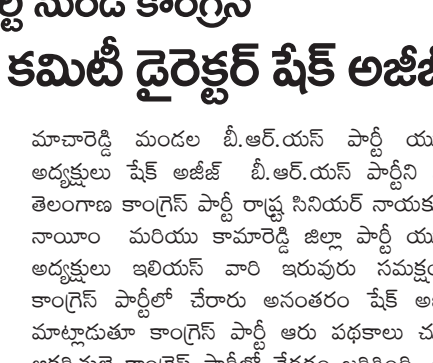 నుండి కాంగ్రెస్
కమిటీ డైరెక్టర్ షేక్ అజీజ్
మాచారెడ్డి మండల బీ.ఆర్.యస్ పార్టీ
అధ్యక్షులు షేక్ అజీజ్ బీ.ఆర్.యస్ పార్టీని
తెలంగాణ కాంగ్రెస్ పార్టీ రాష్ట్ర సినియర్ నాయక
నాయీం మరియు కామారెడ్డి జిల్లా పార్టీ
అధ్యక్షులు ఇలియస్ వారి ఇరువురు సమక్షం
కాంగ్రెస్ పార్టీలో చేరారు అనంతరం షేక్
మాట్లాడుతూ కాంగ్రెస్ పార్టీ ఆరు పథకాలు